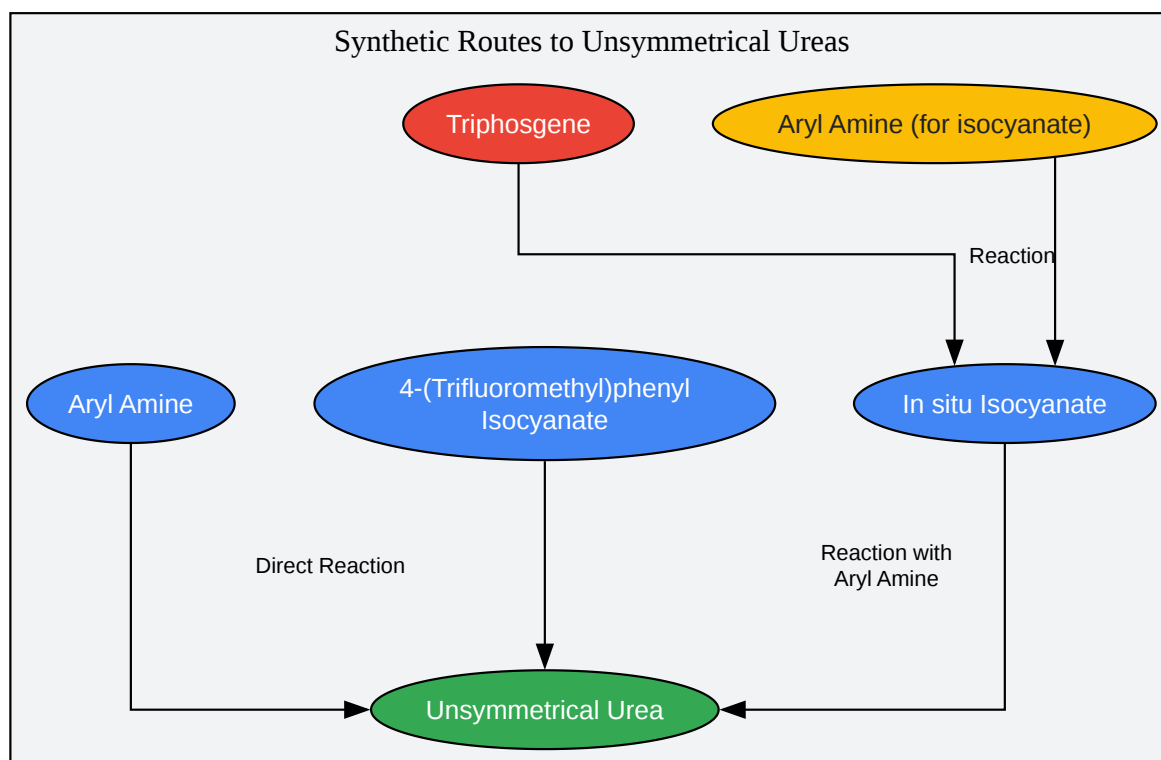 Synthetic Routes to Unsymmetrical Ureas
Triphosgene
Aryl Amine (for isocyanate)
Reaction
Aryl Amine
4-(Trifluoromethyl)phenyl
Isocyanate
In situ Isocyanate
Direct Reaction
Reaction with
Aryl Amine
Unsymmetrical Urea